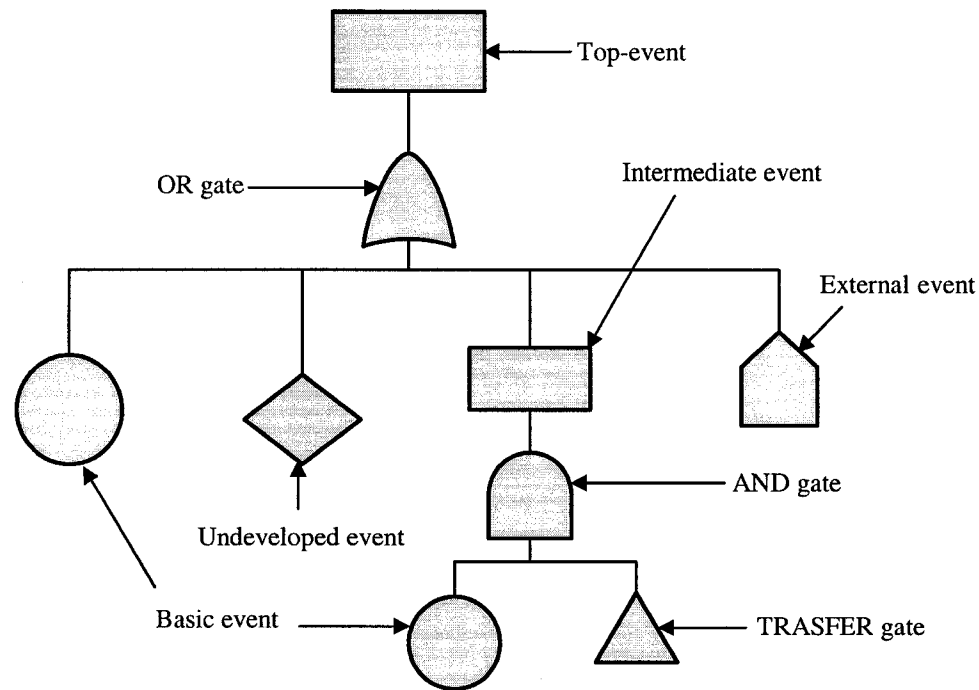 Top-event
Intermediate event
OR gate
External event
AND gate
Undeveloped event
Basic event
TRASFER gate